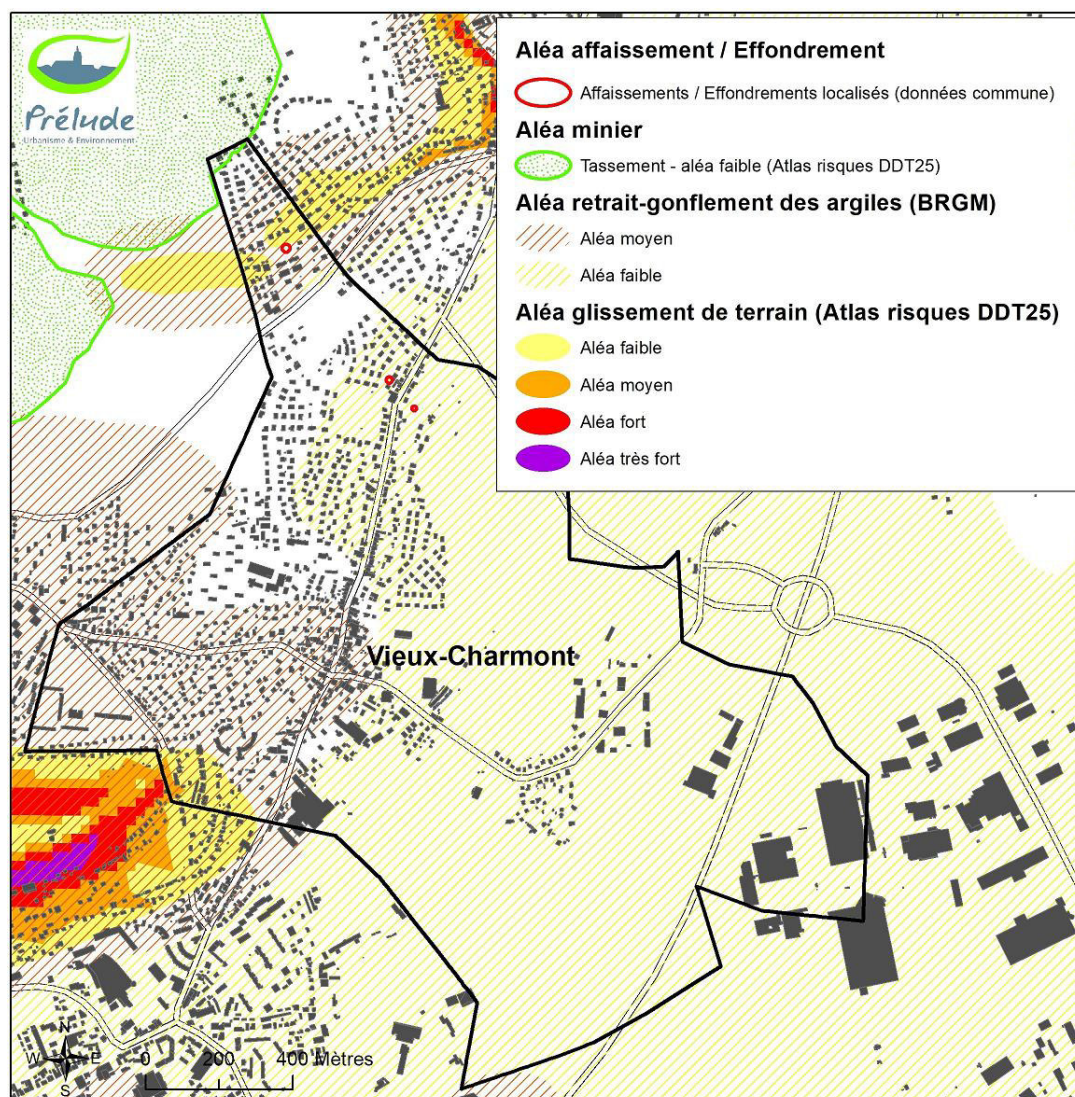 Prélude
Urbanisme & Environnement
Aléa affaissement / Effondrement
Affaissements / Effondrements localisés (données commune)
Aléa minier
Tassement - aléa faible (Atlas risques DDT25)
Aléa retrait-gonflement des argiles (BRGM)
Aléa moyen
Aléa faible
Aléa glissement de terrain (Atlas risques DDT25)
Aléa faible
Aléa moyen
Aléa fort
Aléa très fort
Vieux-Charmont
N
W E
S
0 200 400 Mètres